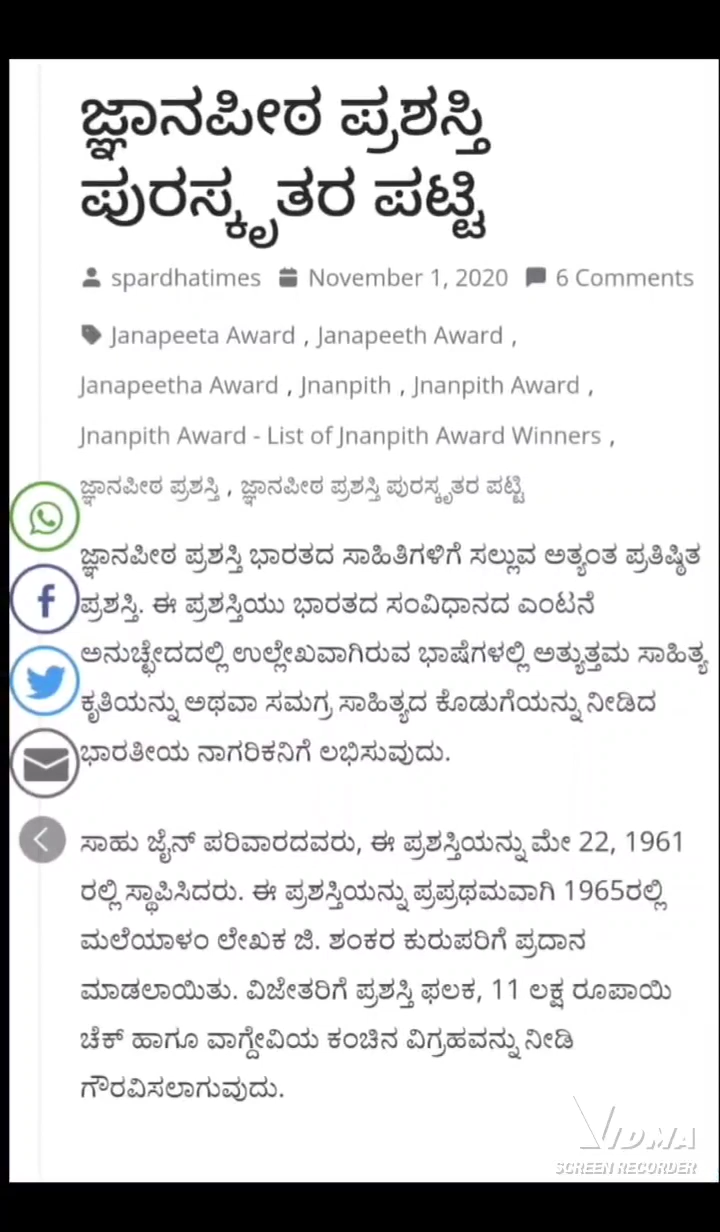 ಜ್ಞಾನಪೀಠ ಪ್ರಶಸ್ತಿ
ಪುರಸ್ಕೃತರ ಪಟ್ಟಿ
spardhatimes November 1, 2020 6 Comments
Janapeeta Award , Janapeeth Award ,
Janapeetha Award , Jnanpith , Jnanpith Award ,
Jnanpith Award - List of Jnanpith Award Winners ,
ಜ್ಞಾನಪೀಠ ಪ್ರಶಸ್ತಿ , ಜ್ಞಾನಪೀಠ ಪ್ರಶಸ್ತಿ ಪುರಸ್ಕೃತರ ಪಟ್ಟಿ
ಜ್ಞಾನಪೀಠ ಪ್ರಶಸ್ತಿ ಭಾರತದ ಸಾಹಿತಿಗಳಿಗೆ ಸಲ್ಲುವ ಅತ್ಯಂತ ಪ್ರತಿಷ್ಠಿತ
ಪ್ರಶಸ್ತಿ. ಈ ಪ್ರಶಸ್ತಿಯು ಭಾರತದ ಸಂವಿಧಾನದ ಎಂಟನೆ
ಅನುಚ್ಛೇದದಲ್ಲಿ ಉಲ್ಲೇಖವಾಗಿರುವ ಭಾಷೆಗಳಲ್ಲಿ ಅತ್ಯುತ್ತಮ ಸಾಹಿತ್ಯ
ಕೃತಿಯನ್ನು ಅಥವಾ ಸಮಗ್ರ ಸಾಹಿತ್ಯದ ಕೊಡುಗೆಯನ್ನು ನೀಡಿದ
ಭಾರತೀಯ ನಾಗರಿಕನಿಗೆ ಲಭಿಸುವುದು.
ಸಾಹು ಜೈನ್ ಪರಿವಾರದವರು, ಈ ಪ್ರಶಸ್ತಿಯನ್ನು ಮೇ 22, 1961
ರಲ್ಲಿ ಸ್ಥಾಪಿಸಿದರು. ಈ ಪ್ರಶಸ್ತಿಯನ್ನು ಪ್ರಪ್ರಥಮವಾಗಿ 1965ರಲ್ಲಿ
ಮಲೆಯಾಳಂ ಲೇಖಕ ಜಿ. ಶಂಕರ ಕುರುಪರಿಗೆ ಪ್ರದಾನ
ಮಾಡಲಾಯಿತು. ವಿಜೇತರಿಗೆ ಪ್ರಶಸ್ತಿ ಫಲಕ, 11 ಲಕ್ಷ ರೂಪಾಯಿ
ಚೆಕ್ ಹಾಗೂ ವಾಗ್ದೇವಿಯ ಕಂಚಿನ ವಿಗ್ರಹವನ್ನು ನೀಡಿ
ಗೌರವಿಸಲಾಗುವುದು.
VIDMA
SCREEN RECORDER